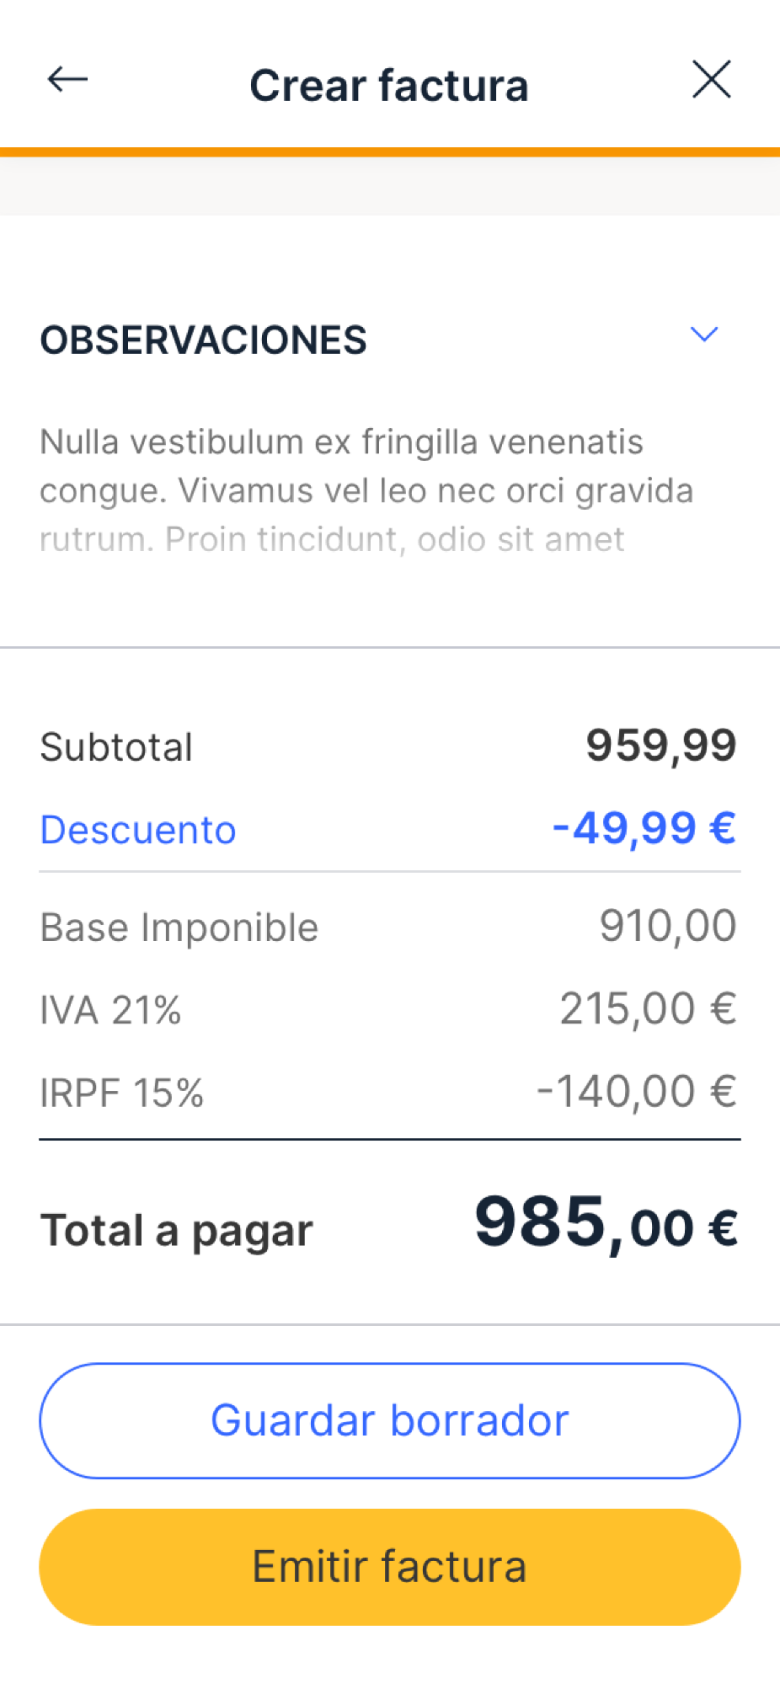 Crear factura
OBSERVACIONES
Nulla vestibulum ex fringilla venenatis
congue. Vivamus vel leo nec orci gravida
rutrum. Proin tincidunt, odio sit amet
Subtotal 959,99
Descuento -49,99 €
Base Imponible 910,00
IVA 21% 215,00 €
IRPF 15% -140,00 €
Total a pagar 985,00 €
Guardar borrador
Emitir factura